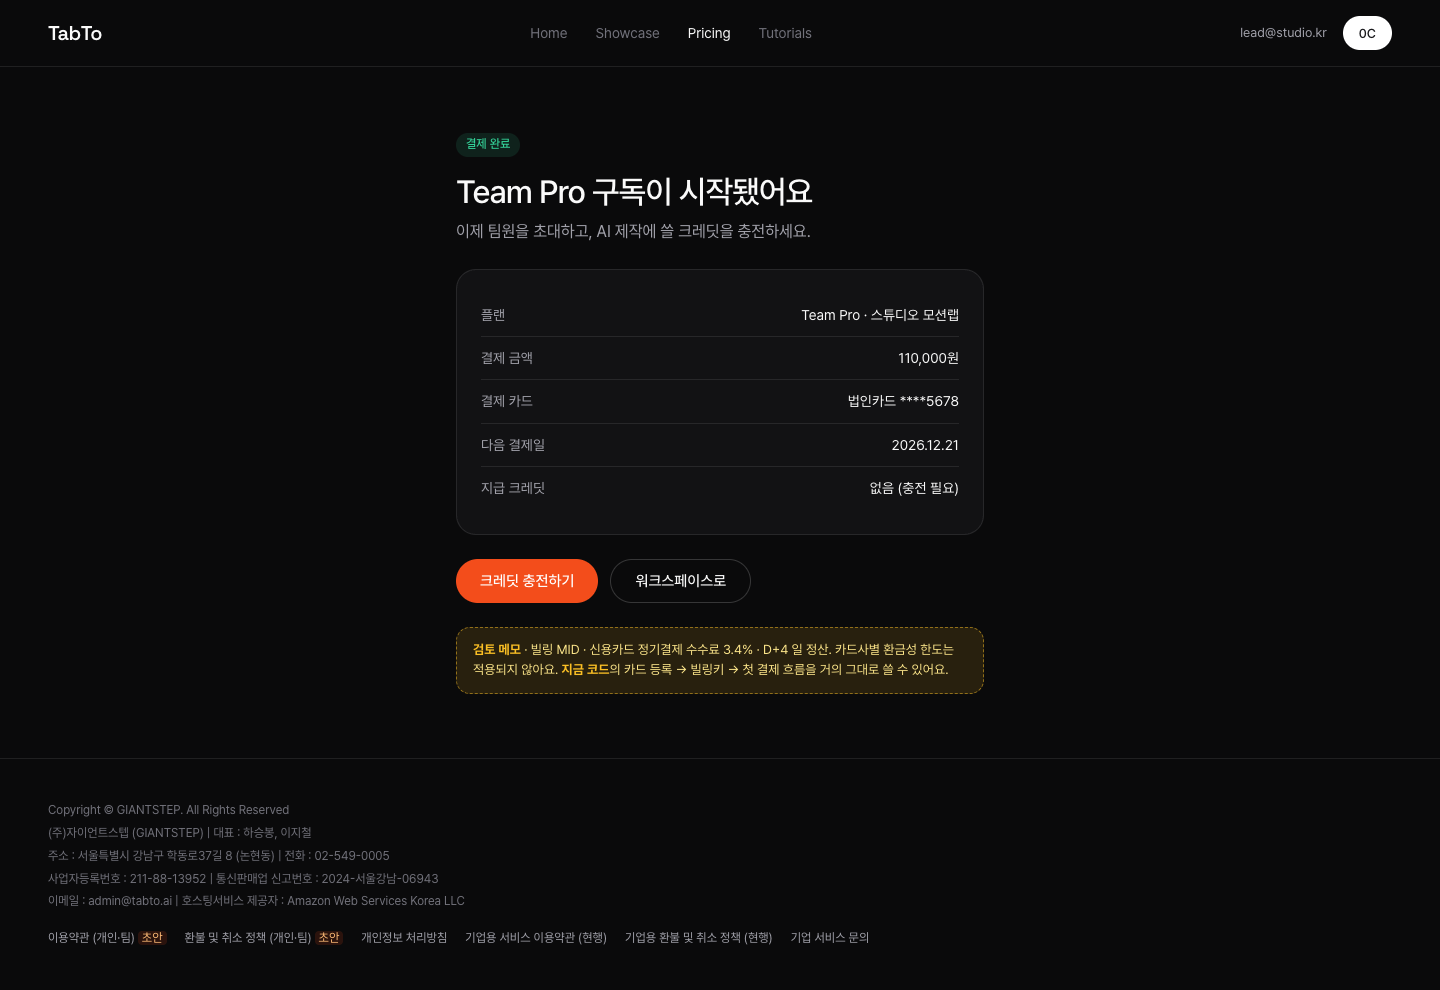 TabTo
Home Showcase Pricing Tutorials
lead@studio.kr 0C
결제 완료
Team Pro 구독이 시작됐어요
이제 팀원을 초대하고, AI 제작에 쓸 크레딧을 충전하세요.
플랜 Team Pro · 스튜디오 모션랩
결제 금액 110,000원
결제 카드 법인카드 ****5678
다음 결제일 2026.12.21
지급 크레딧 없음 (충전 필요)
크레딧 충전하기 워크스페이스로
검토 메모 · 빌링 MID · 신용카드 정기결제 수수료 3.4% · D+4 일 정산. 카드사별 환금성 한도는
적용되지 않아요. 지금 코드의 카드 등록 → 빌링키 → 첫 결제 흐름을 거의 그대로 쓸 수 있어요.
Copyright © GIANTSTEP. All Rights Reserved
(주)자이언트스텝 (GIANTSTEP) | 대표 : 하승봉, 이지철
주소 : 서울특별시 강남구 학동로37길 8 (논현동) | 전화 : 02-549-0005
사업자등록번호 : 211-88-13952 | 통신판매업 신고번호 : 2024-서울강남-06943
이메일 : admin@tabto.ai | 호스팅서비스 제공자 : Amazon Web Services Korea LLC
이용약관 (개인·팀) 초안 환불 및 취소 정책 (개인·팀) 초안 개인정보 처리방침 기업용 서비스 이용약관 (현행) 기업용 환불 및 취소 정책 (현행) 기업 서비스 문의